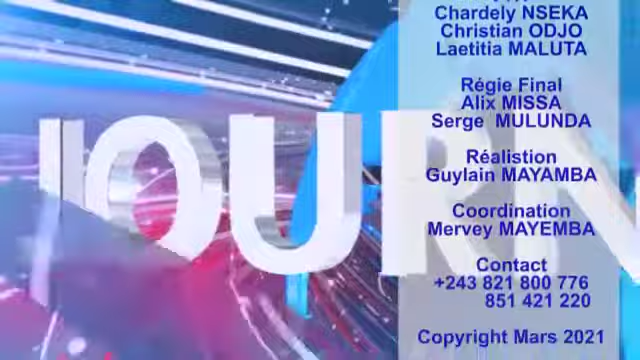 JOURN
Chardely NSEKA
Christian ODJO
Laetitia MALUTA
Régie Final
Alix MISSA
Serge MULUNDA
Réalistion
Guylain MAYAMBA
Coordination
Mervey MAYEMBA
Contact
+243 821 800 776
851 421 220
Copyright Mars 2021